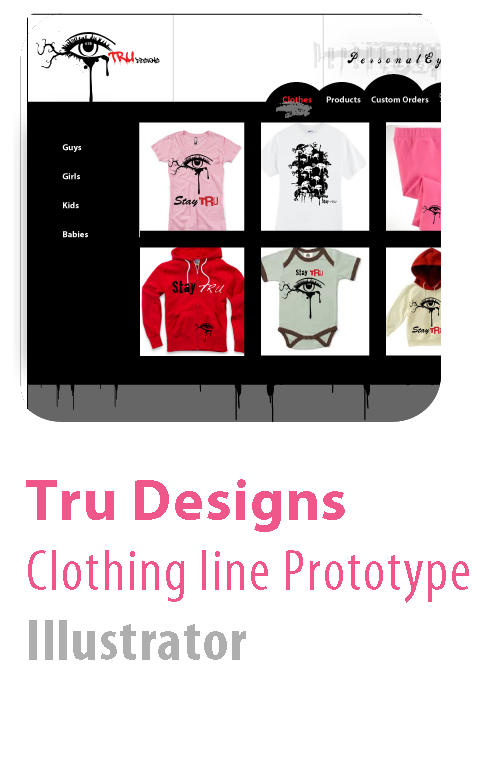 TRU DESIGNS
PersonalEy
Clothes Products Custom Orders
Guys
Girls
Kids
Babies
Stay TRU
Stay TRU
Stay TRU
Stay TRU
Stay TRU
Tru Designs
Clothing line Prototype
Illustrator